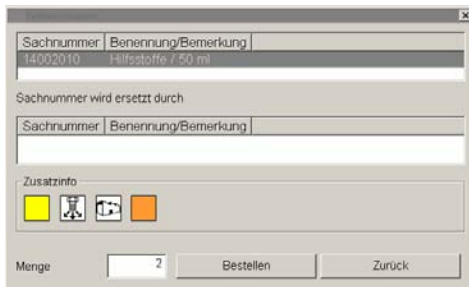 Sachnummer Benennung/Bemerkung
14002010 Hilfsstoffe / 50 ml
Sachnummer wird ersetzt durch
Sachnummer Benennung/Bemerkung
Zusatzinfo
Menge 2 Bestellen Zurück